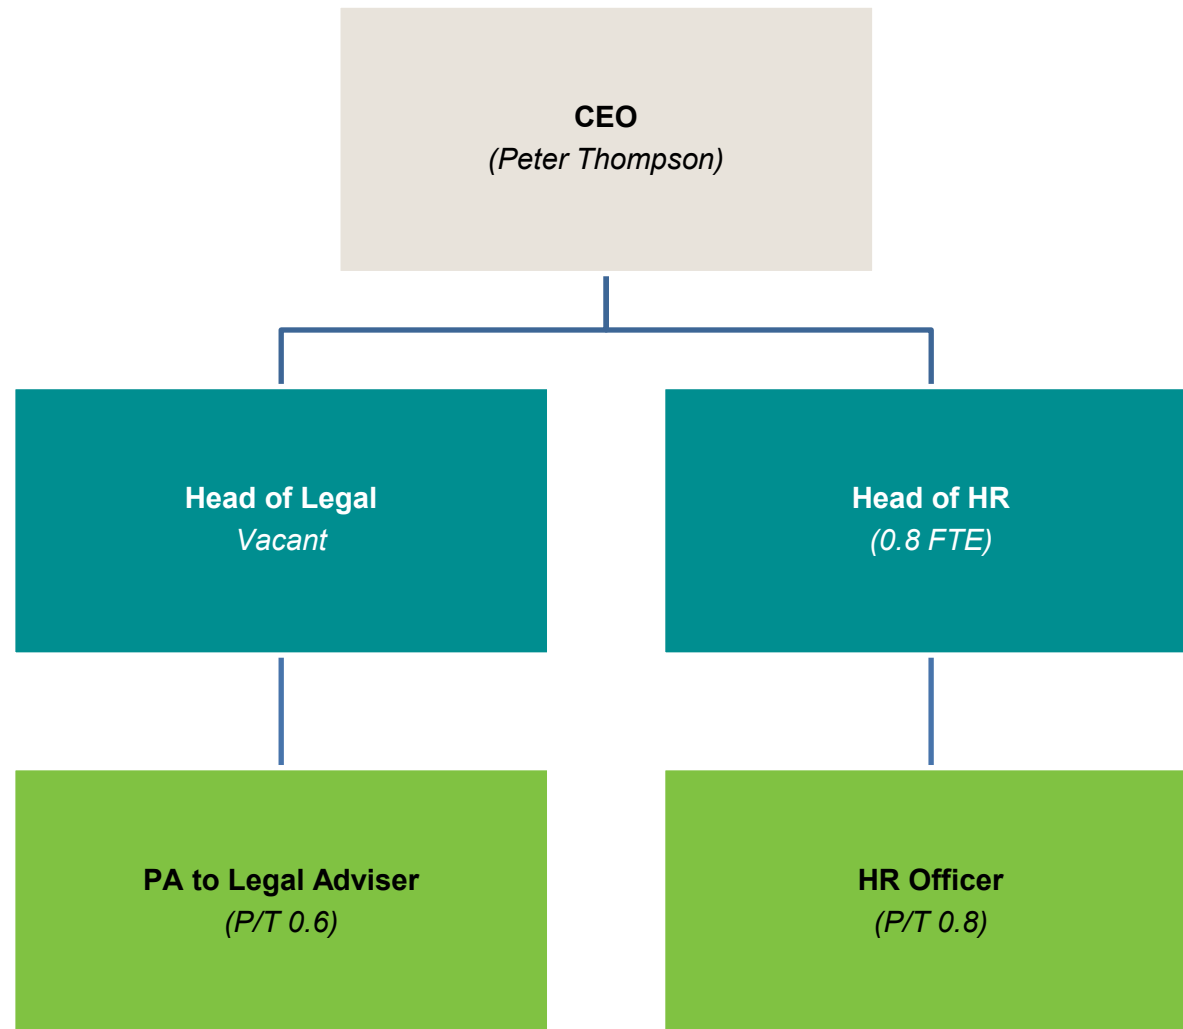 CEO
(Peter Thompson)
Head of Legal
Vacant
Head of HR
(0.8 FTE)
PA to Legal Adviser
(P/T 0.6)
HR Officer
(P/T 0.8)